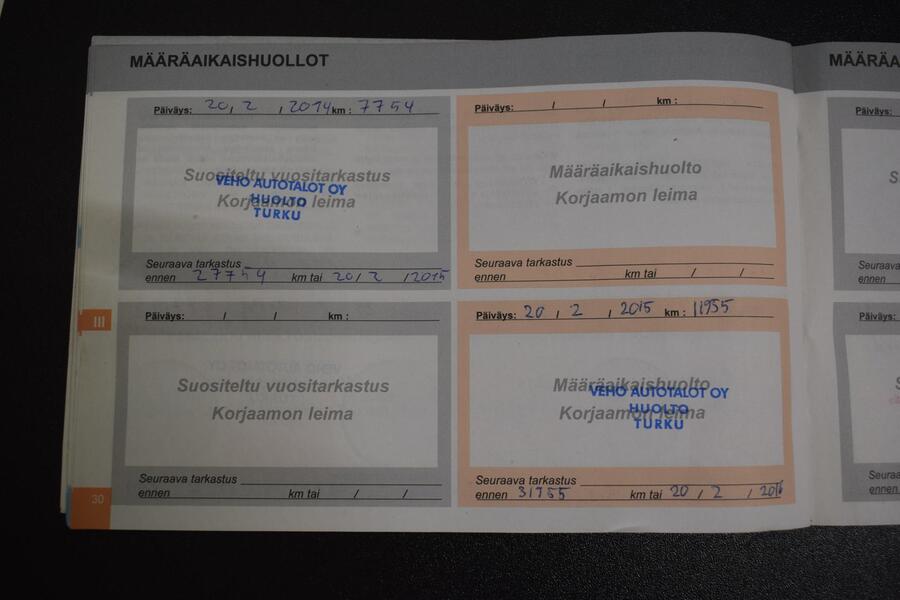 MÄÄRÄAIKAISHUOLLOT
Päiväys: 20, 2 , 2014 km : 7754
Suositeltu vuositarkastus
Korjaamon leima
VEHO AUTOTALOT OY
HUOLTO
TURKU
Seuraava tarkastus
ennen 27754 km tai 20 / 2 / 2015
Päiväys: / / km :
Määräaikaishuolto
Korjaamon leima
Seuraava tarkastus
ennen km tai / /
III
Päiväys: / / km :
Suositeltu vuositarkastus
Korjaamon leima
Seuraava tarkastus
ennen km tai / /
Päiväys: 20 , 2 , 2015 km : 11955
Määräaikaishuolto
Korjaamon leima
VEHO AUTOTALOT OY
HUOLTO
TURKU
Seuraava tarkastus
ennen 31955 km tai 20 / 2 / 2016
30
MÄÄRÄA
Päiväys:
S
Seuraava
ennen
Päiväys:
Seuraa
ennen